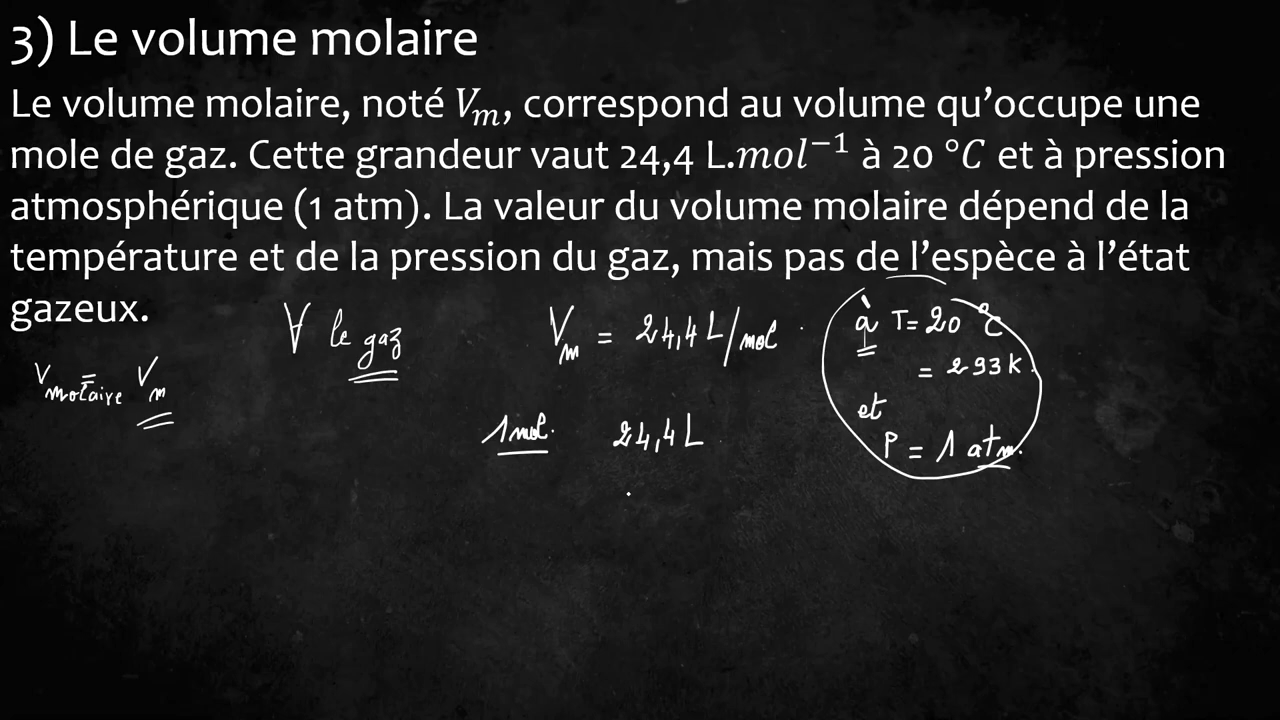 3) Le volume molaire
Le volume molaire, noté Vₘ, correspond au volume qu’occupe une
mole de gaz. Cette grandeur vaut 24,4 L.mol⁻¹ à 20 °C et à pression
atmosphérique (1 atm). La valeur du volume molaire dépend de la
température et de la pression du gaz, mais pas de l’espèce à l’état
gazeux.
∀ le gaz
Vₘ = 24,4 L/mol
à T = 20 °C
= 293 K
et
P = 1 atm.
V molaire = Vₘ
1 mol. 24,4 L